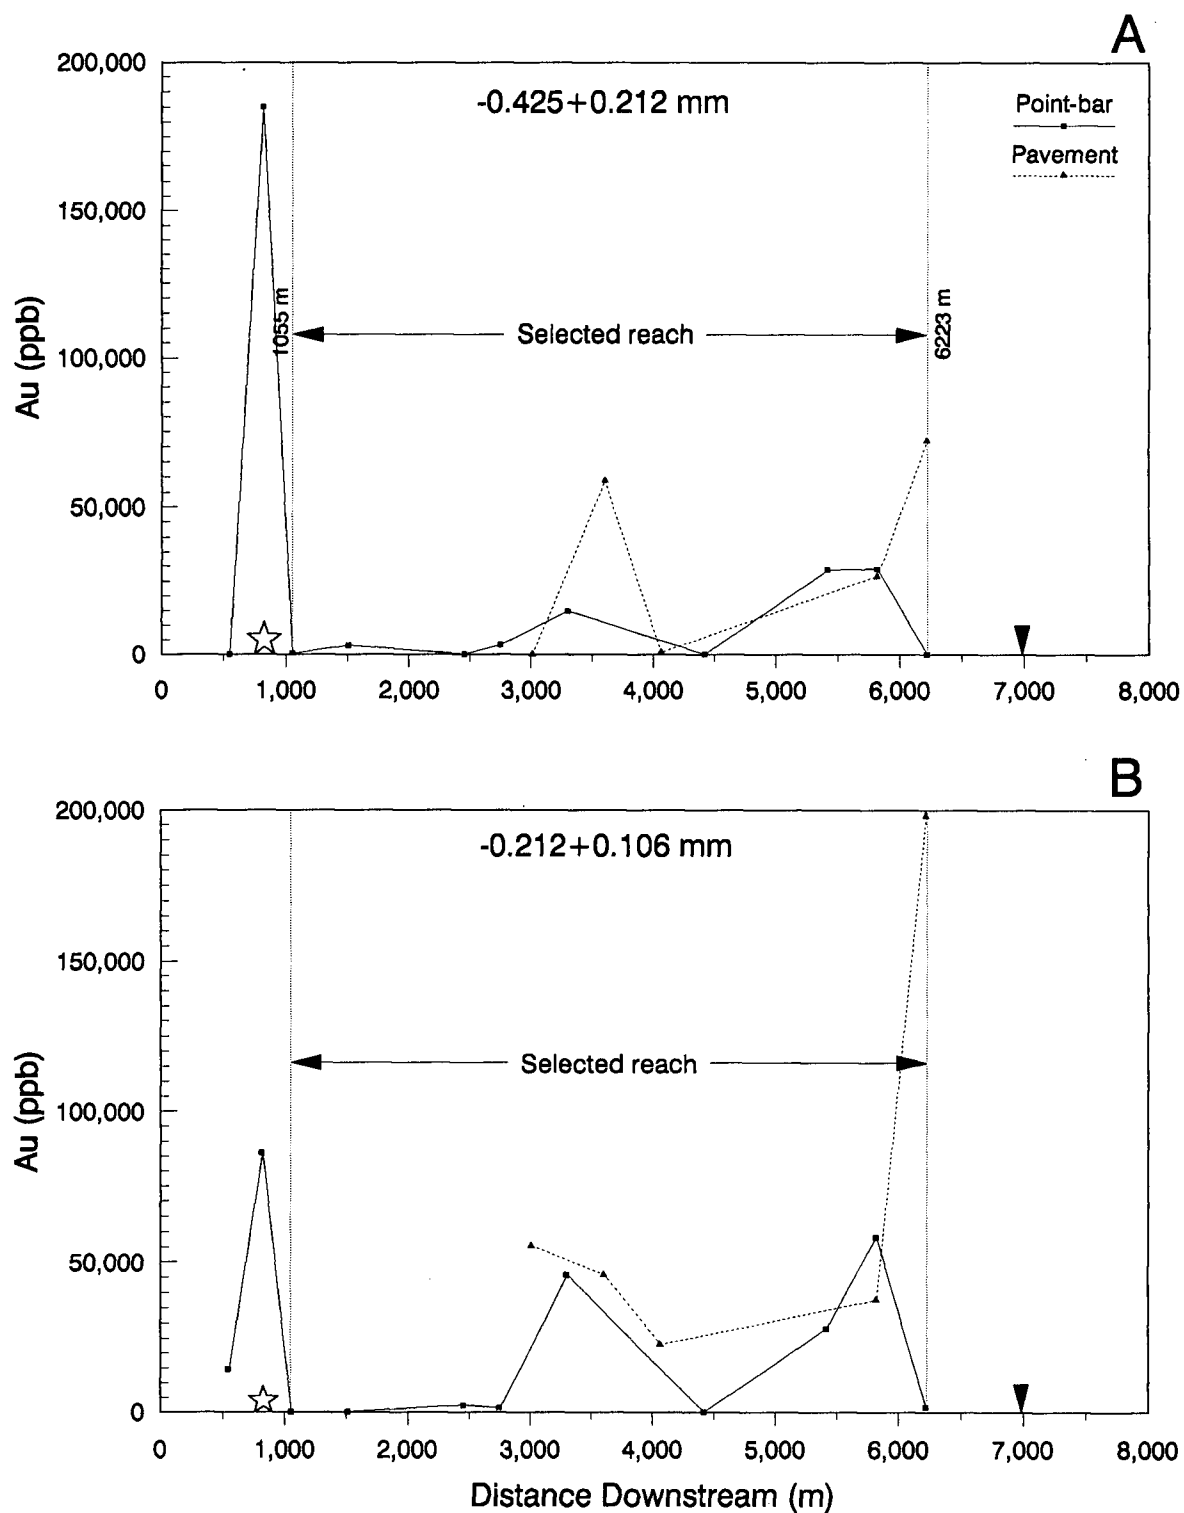 A
200,000
-0.425+0.212 mm
Point-bar
Pavement
150,000
1055 m
Selected reach
6223 m
100,000
Au (ppb)
50,000
0
0 1,000 2,000 3,000 4,000 5,000 6,000 7,000 8,000
B
200,000
-0.212+0.106 mm
150,000
Selected reach
100,000
Au (ppb)
50,000
0
0 1,000 2,000 3,000 4,000 5,000 6,000 7,000 8,000
Distance Downstream (m)